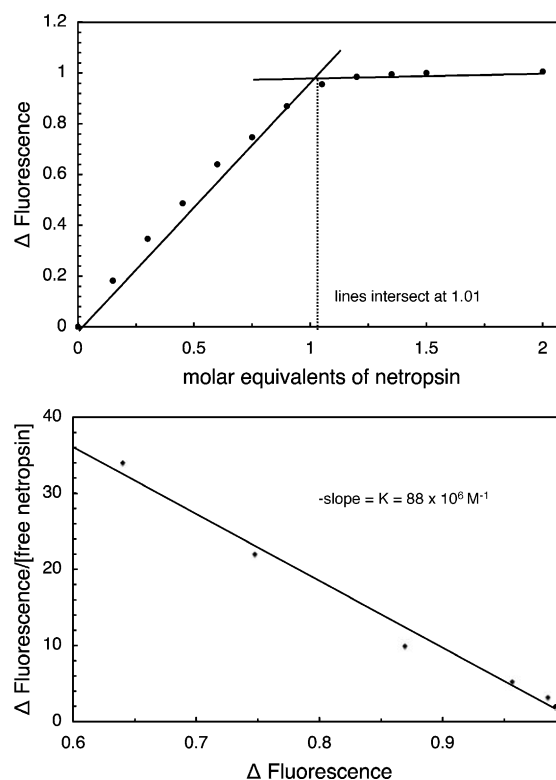 1.2
1
0.8
0.6
0.4
0.2
0
Δ Fluorescence
lines intersect at 1.01
0 0.5 1 1.5 2
molar equivalents of netropsin
40
30
20
10
0
Δ Fluorescence/[free netropsin]
-slope = K = 88 x 10⁶ M⁻¹
0.6 0.7 0.8 0.9
Δ Fluorescence